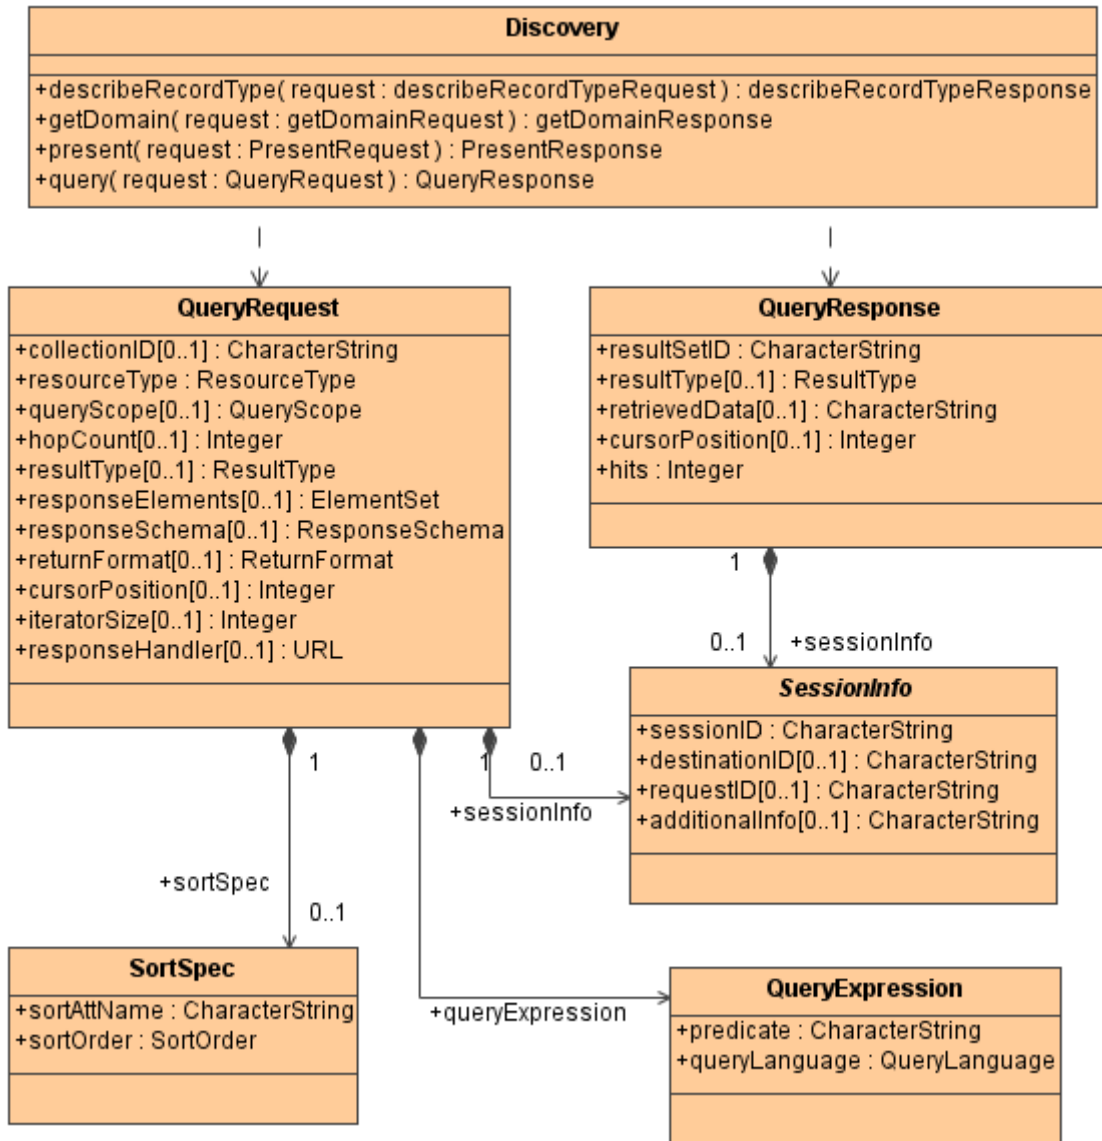 Discovery
+describeRecordType( request : describeRecordTypeRequest ) : describeRecordTypeResponse
+getDomain( request : getDomainRequest ) : getDomainResponse
+present( request : PresentRequest ) : PresentResponse
+query( request : QueryRequest ) : QueryResponse
QueryRequest
+collectionID[0..1] : CharacterString
+resourceType : ResourceType
+queryScope[0..1] : QueryScope
+hopCount[0..1] : Integer
+resultType[0..1] : ResultType
+responseElements[0..1] : ElementSet
+responseSchema[0..1] : ResponseSchema
+returnFormat[0..1] : ReturnFormat
+cursorPosition[0..1] : Integer
+iteratorSize[0..1] : Integer
+responseHandler[0..1] : URL
QueryResponse
+resultSetID : CharacterString
+resultType[0..1] : ResultType
+retrievedData[0..1] : CharacterString
+cursorPosition[0..1] : Integer
+hits : Integer
1
0..1 +sessionInfo
SessionInfo
+sessionID : CharacterString
+destinationID[0..1] : CharacterString
+requestID[0..1] : CharacterString
+additionalInfo[0..1] : CharacterString
1
1 0..1
+sessionInfo
+sortSpec
0..1
SortSpec
+sortAttName : CharacterString
+sortOrder : SortOrder
+queryExpression
QueryExpression
+predicate : CharacterString
+queryLanguage : QueryLanguage